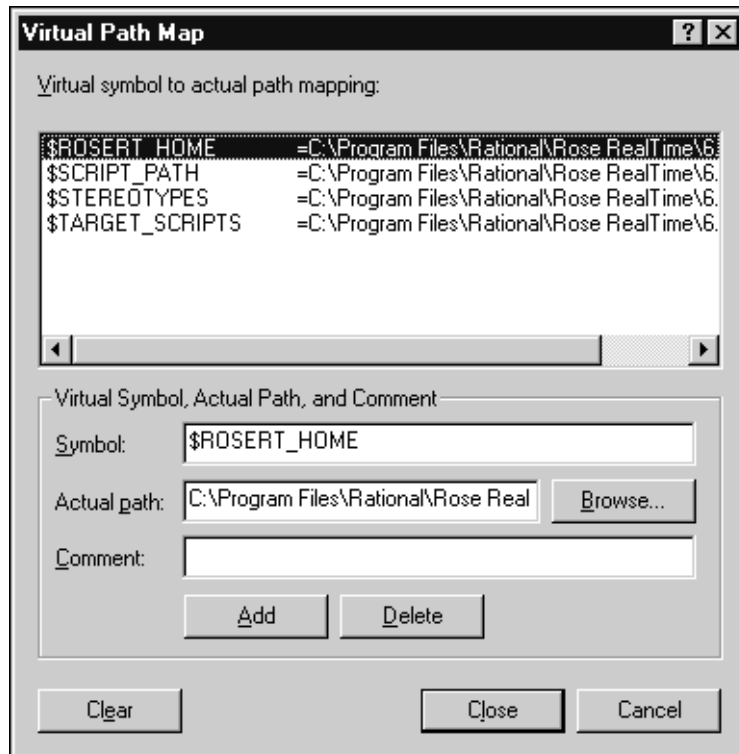 Virtual Path Map
Virtual symbol to actual path mapping:
$ROSERT_HOME =C:\Program Files\Rational\Rose RealTime\6.
$SCRIPT_PATH =C:\Program Files\Rational\Rose RealTime\6.
$STEREOTYPES =C:\Program Files\Rational\Rose RealTime\6.
$TARGET_SCRIPTS =C:\Program Files\Rational\Rose RealTime\6.
Virtual Symbol, Actual Path, and Comment
Symbol: $ROSERT_HOME
Actual path: C:\Program Files\Rational\Rose Real Browse...
Comment:
Add Delete
Clear Close Cancel